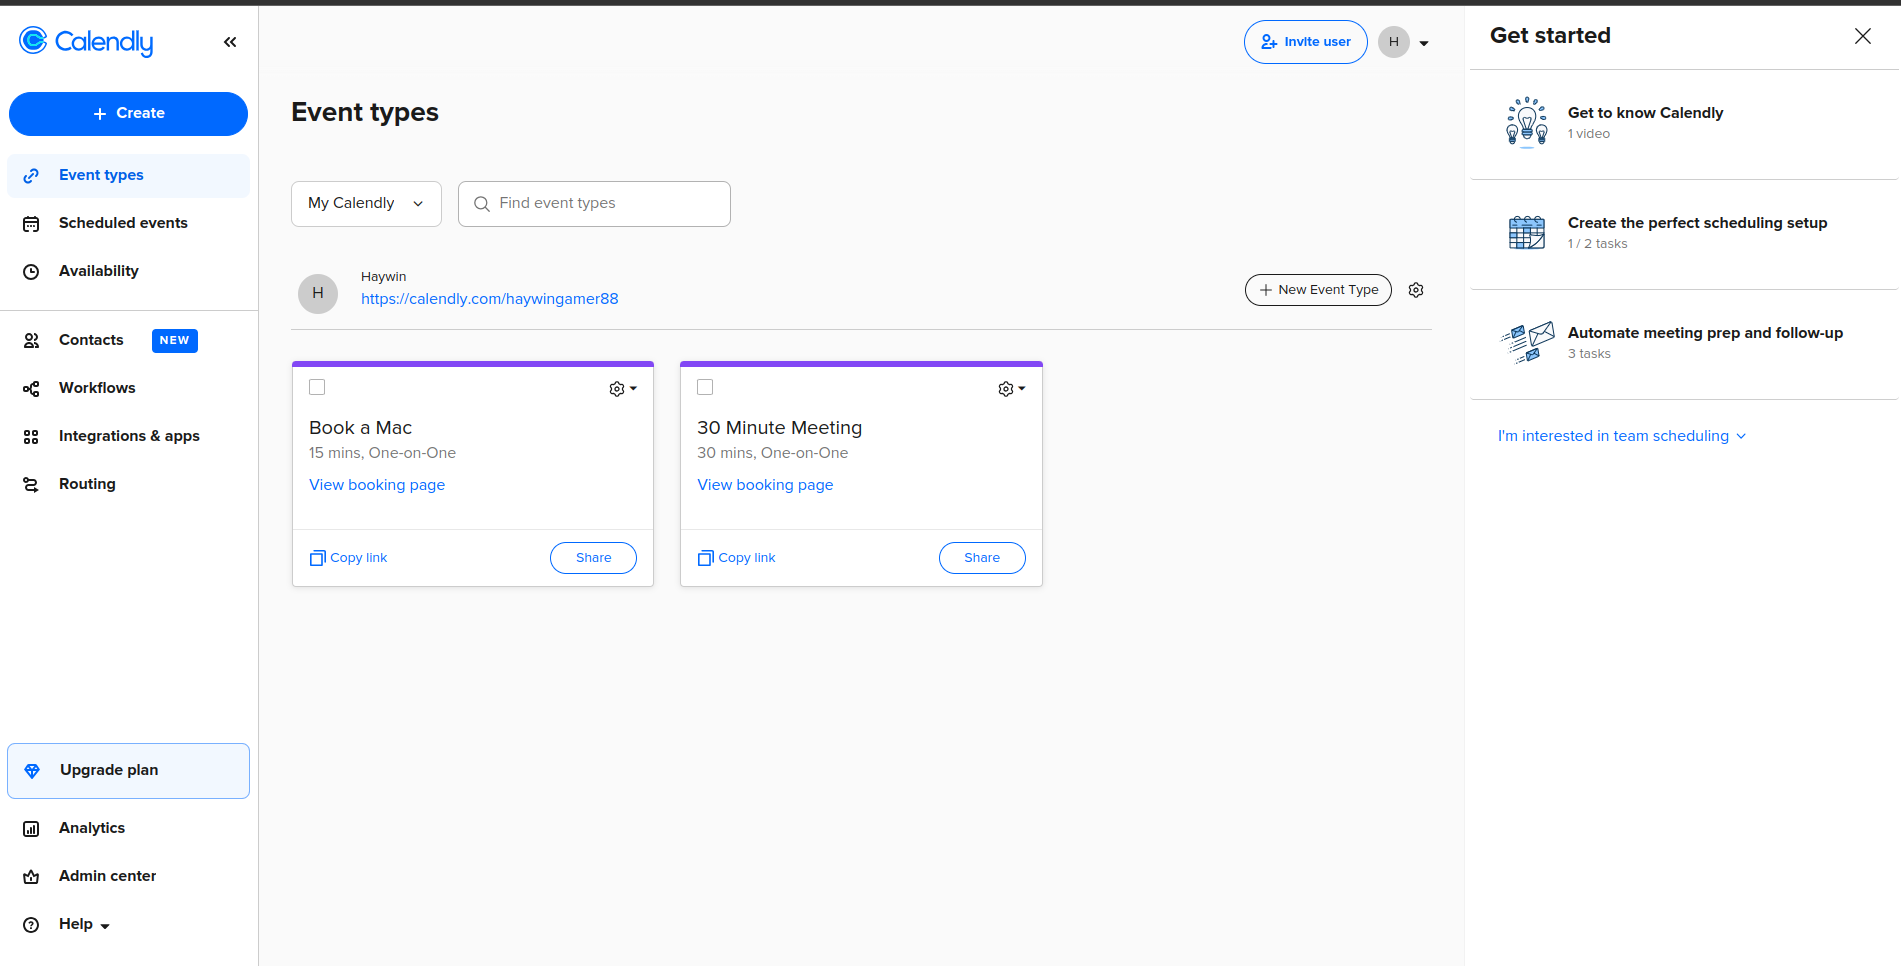 Calendly
+ Create
Event types
Scheduled events
Availability
Contacts NEW
Workflows
Integrations & apps
Routing
Upgrade plan
Analytics
Admin center
Help
Invite user
H
Event types
My Calendly
Find event types
H
Haywin
https://calendly.com/haywingamer88
+ New Event Type
Book a Mac
15 mins, One-on-One
View booking page
Copy link
Share
30 Minute Meeting
30 mins, One-on-One
View booking page
Copy link
Share
Get started
Get to know Calendly
1 video
Create the perfect scheduling setup
1 / 2 tasks
Automate meeting prep and follow-up
3 tasks
I'm interested in team scheduling